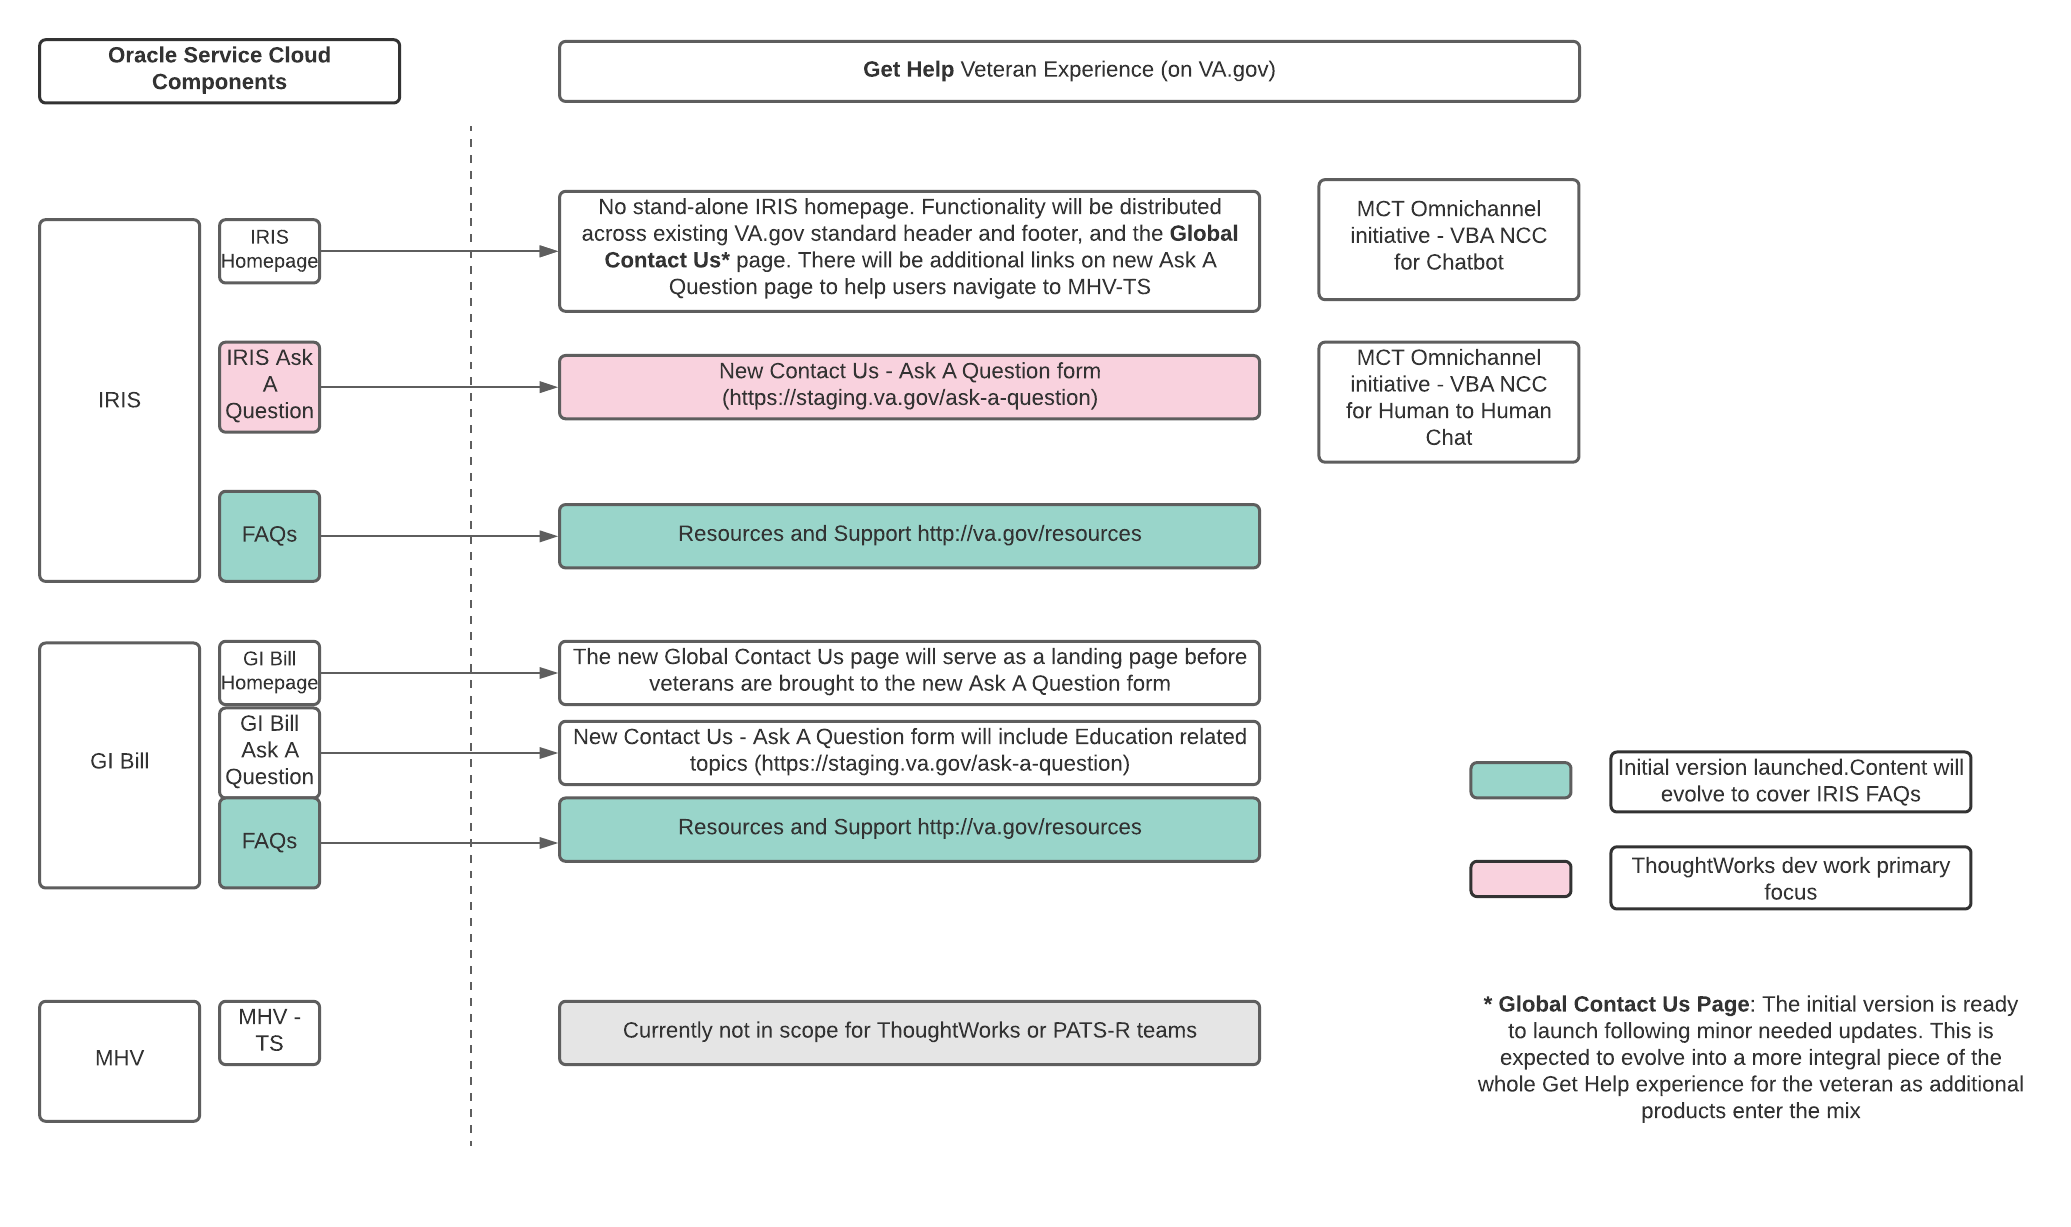 Oracle Service Cloud
Components
Get Help Veteran Experience (on VA.gov)
IRIS
IRIS
Homepage
No stand-alone IRIS homepage. Functionality will be distributed
across existing VA.gov standard header and footer, and the Global
Contact Us* page. There will be additional links on new Ask A
Question page to help users navigate to MHV-TS
MCT Omnichannel
initiative - VBA NCC
for Chatbot
IRIS Ask
A
Question
New Contact Us - Ask A Question form
(https://staging.va.gov/ask-a-question)
MCT Omnichannel
initiative - VBA NCC
for Human to Human
Chat
FAQs
Resources and Support http://va.gov/resources
GI Bill
GI Bill
Homepage
The new Global Contact Us page will serve as a landing page before
veterans are brought to the new Ask A Question form
GI Bill
Ask A
Question
New Contact Us - Ask A Question form will include Education related
topics (https://staging.va.gov/ask-a-question)
FAQs
Resources and Support http://va.gov/resources
Initial version launched.Content will
evolve to cover IRIS FAQs
ThoughtWorks dev work primary
focus
MHV
MHV -
TS
Currently not in scope for ThoughtWorks or PATS-R teams
* Global Contact Us Page: The initial version is ready
to launch following minor needed updates. This is
expected to evolve into a more integral piece of the
whole Get Help experience for the veteran as additional
products enter the mix